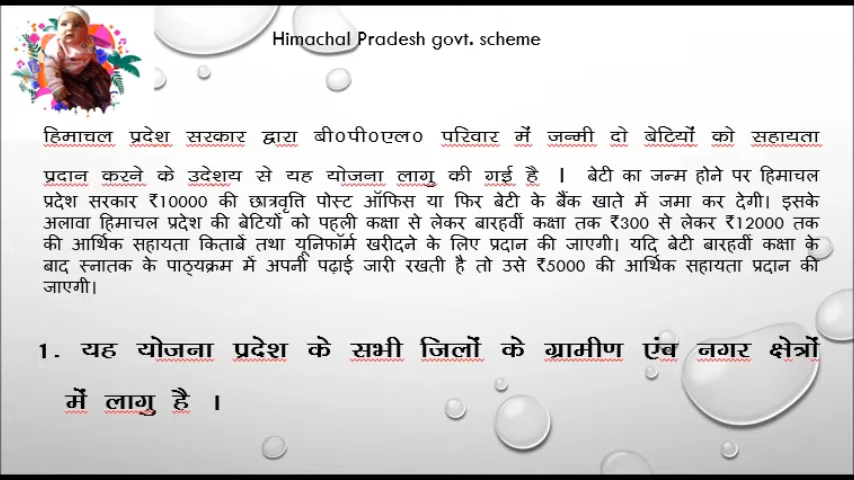 Himachal Pradesh govt. scheme
हिमाचल प्रदेश सरकार द्वारा बी०पी०एल० परिवार में जन्मी दो बेटियों को सहायता
प्रदान करने के उदेशय से यह योजना लागु की गई है । बेटी का जन्म होने पर हिमाचल
प्रदेश सरकार ₹10000 की छात्रवृत्ति पोस्ट ऑफिस या फिर बेटी के बैंक खाते में जमा कर देगी। इसके
अलावा हिमाचल प्रदेश की बेटियों को पहली कक्षा से लेकर बारहवीं कक्षा तक ₹300 से लेकर ₹12000 तक
की आर्थिक सहायता किताबें तथा यूनिफॉर्म खरीदने के लिए प्रदान की जाएगी। यदि बेटी बारहवीं कक्षा के
बाद स्नातक के पाठ्यक्रम में अपनी पढ़ाई जारी रखती है तो उसे ₹5000 की आर्थिक सहायता प्रदान की
जाएगी।
1. यह योजना प्रदेश के सभी जिलों के ग्रामीण एंव नगर क्षेत्रों
में लागु है ।